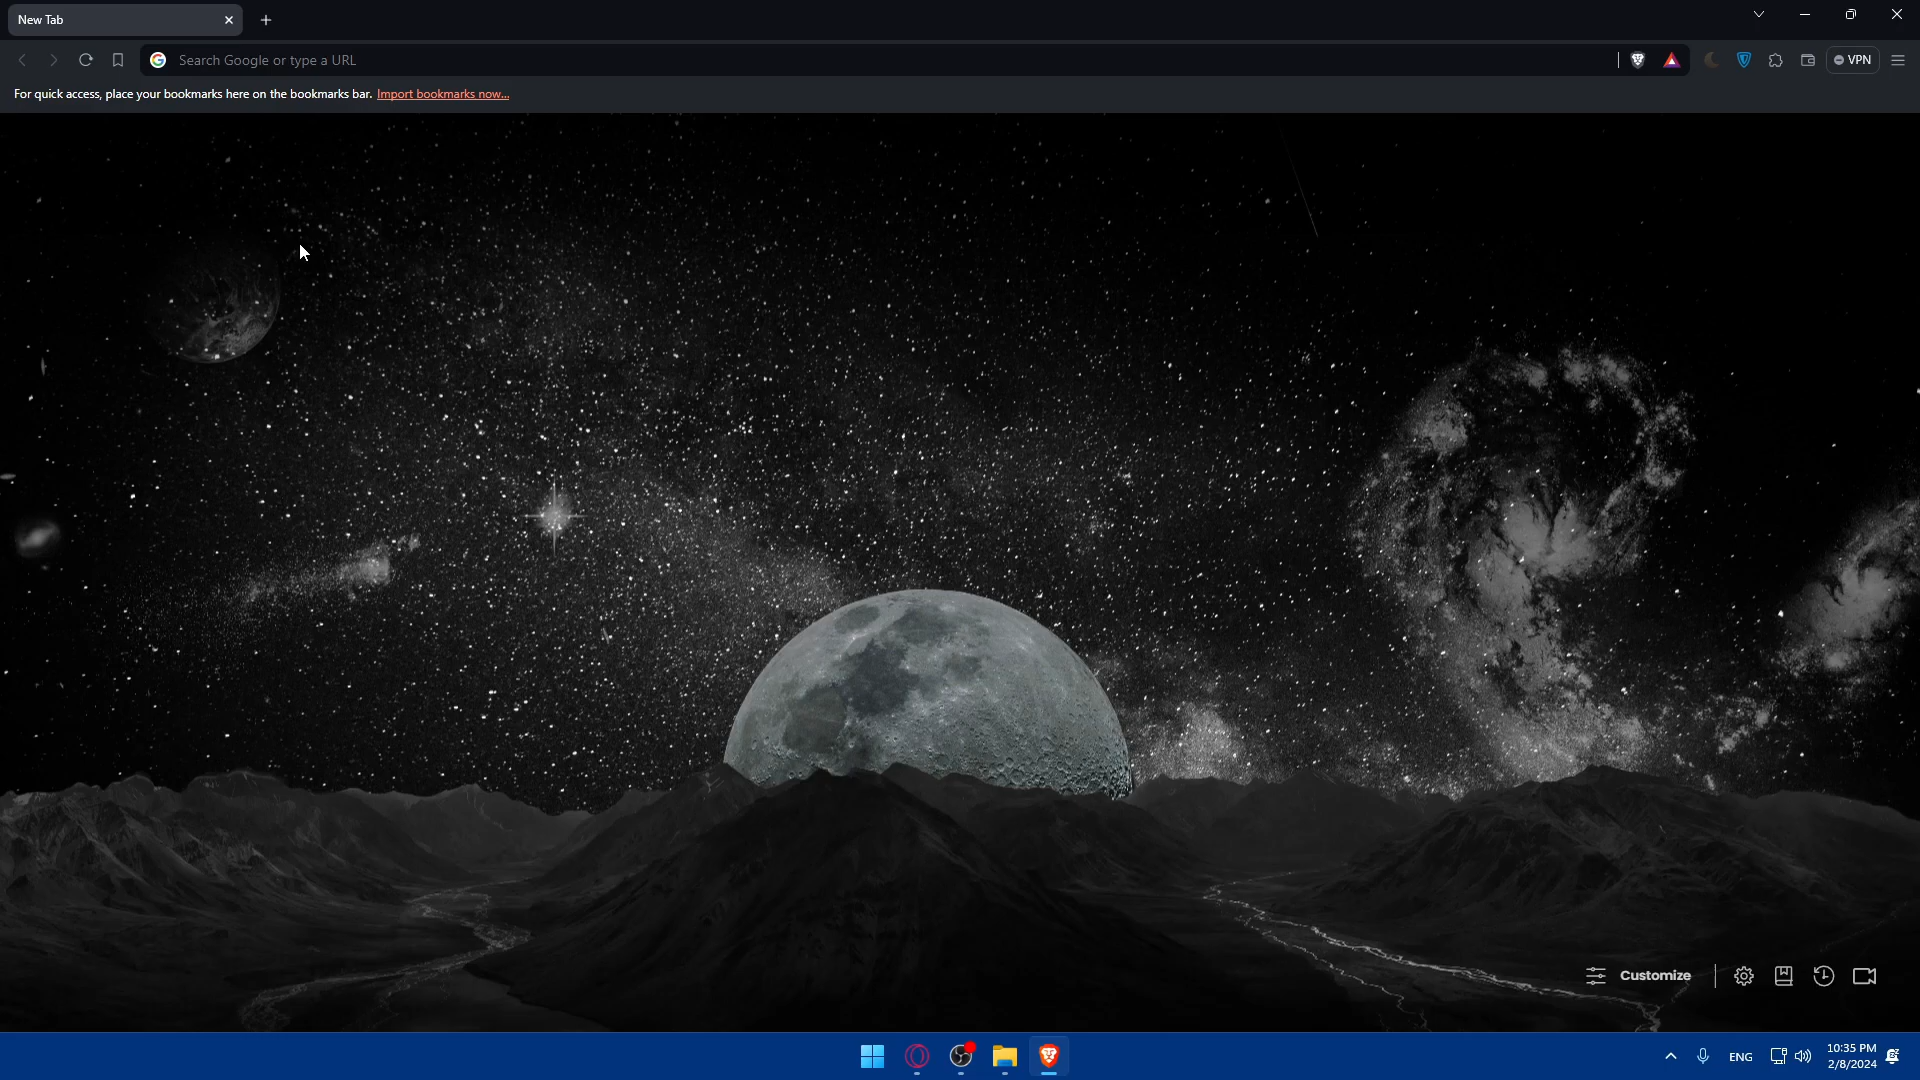 New Tab
Search Google or type a URL
VPN
For quick access, place your bookmarks here on the bookmarks bar. Import bookmarks now...
Customize
ENG
10:35 PM
2/8/2024